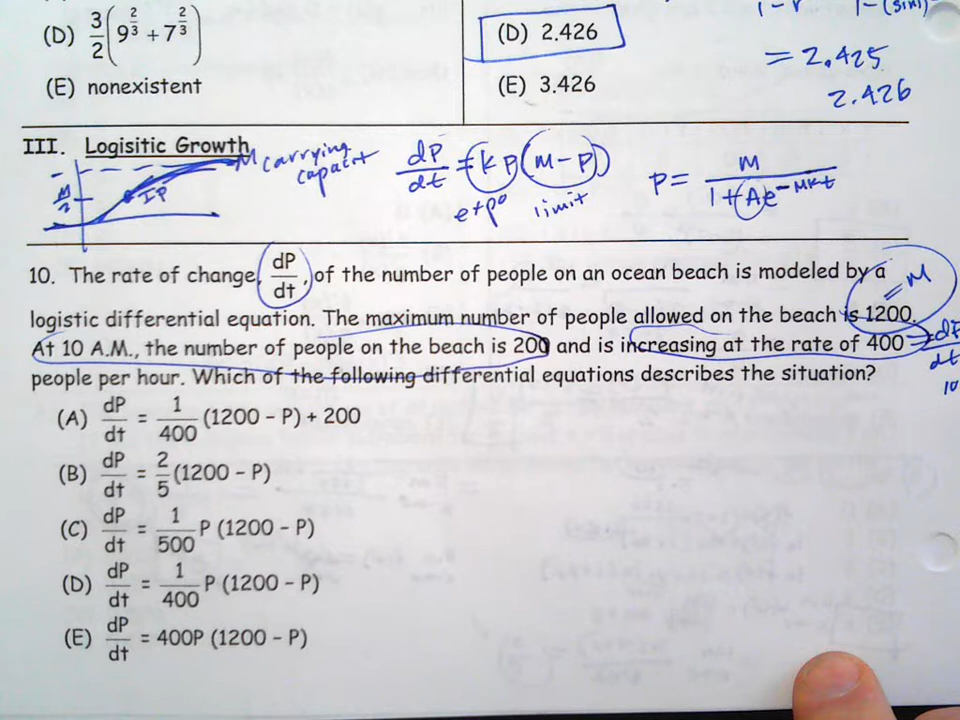 (D) 3/2 ( 9^(2/3) + 7^(2/3) )
(E) nonexistent
(D) 2.426
(E) 3.426
= 2.425
2.426
III. Logisitic Growth
M carrying
capacit
M/2
IP
dP/dt = k P (M - P)
expo
limit
P = M / (1 + Ae^(-Mkt))
10. The rate of change, dP/dt, of the number of people on an ocean beach is modeled by a
= M
logistic differential equation. The maximum number of people allowed on the beach is 1200.
At 10 A.M., the number of people on the beach is 200 and is increasing at the rate of 400 = dP/dt
10
people per hour. Which of the following differential equations describes the situation?
(A) dP/dt = 1/400 (1200 - P) + 200
(B) dP/dt = 2/5 (1200 - P)
(C) dP/dt = 1/500 P (1200 - P)
(D) dP/dt = 1/400 P (1200 - P)
(E) dP/dt = 400P (1200 - P)